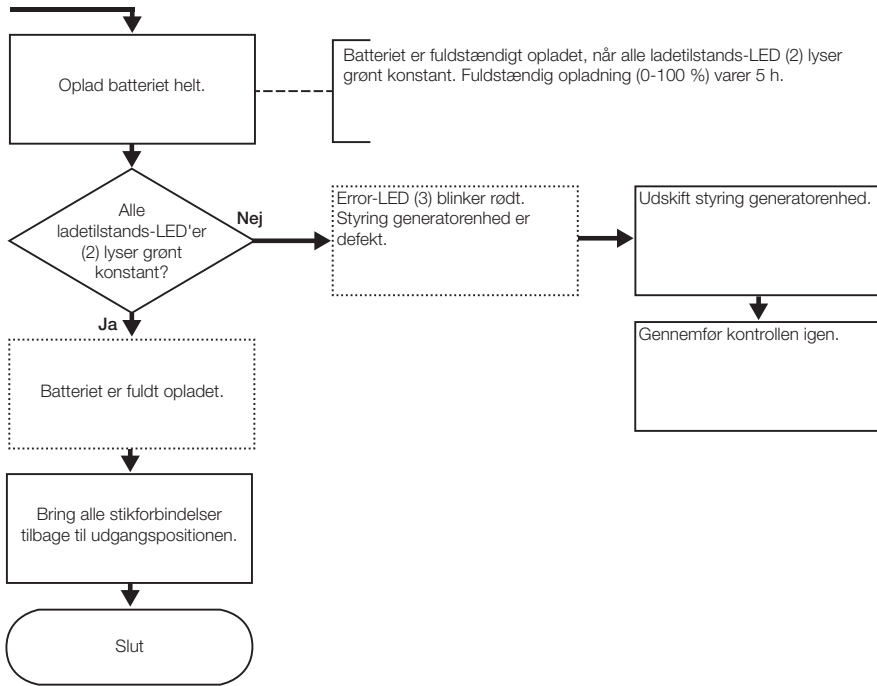 Oplad batteriet helt.
Batteriet er fuldstændigt opladet, når alle ladetilstands-LED (2) lyser
grønt konstant. Fuldstændig opladning (0-100 %) varer 5 h.
Alle
ladetilstands-LED'er
(2) lyser grønt
konstant?
Nej
Error-LED (3) blinker rødt.
Styring generatorenhed er
defekt.
Udskift styring generatorenhed.
Gennemfør kontrollen igen.
Ja
Batteriet er fuldt opladet.
Bring alle stikforbindelser
tilbage til udgangspositionen.
Slut